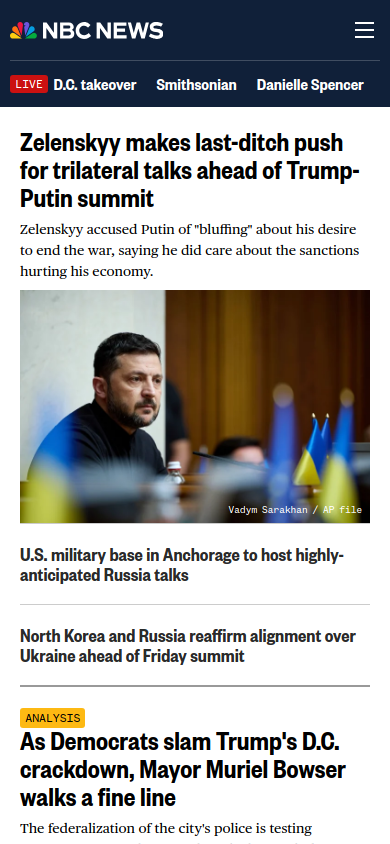 NBC NEWS
LIVE D.C. takeover Smithsonian Danielle Spencer
Zelenskyy makes last-ditch push
for trilateral talks ahead of Trump-
Putin summit
Zelenskyy accused Putin of "bluffing" about his desire
to end the war, saying he did care about the sanctions
hurting his economy.
Vadym Sarakhan / AP file
U.S. military base in Anchorage to host highly-
anticipated Russia talks
North Korea and Russia reaffirm alignment over
Ukraine ahead of Friday summit
ANALYSIS
As Democrats slam Trump's D.C.
crackdown, Mayor Muriel Bowser
walks a fine line
The federalization of the city's police is testing